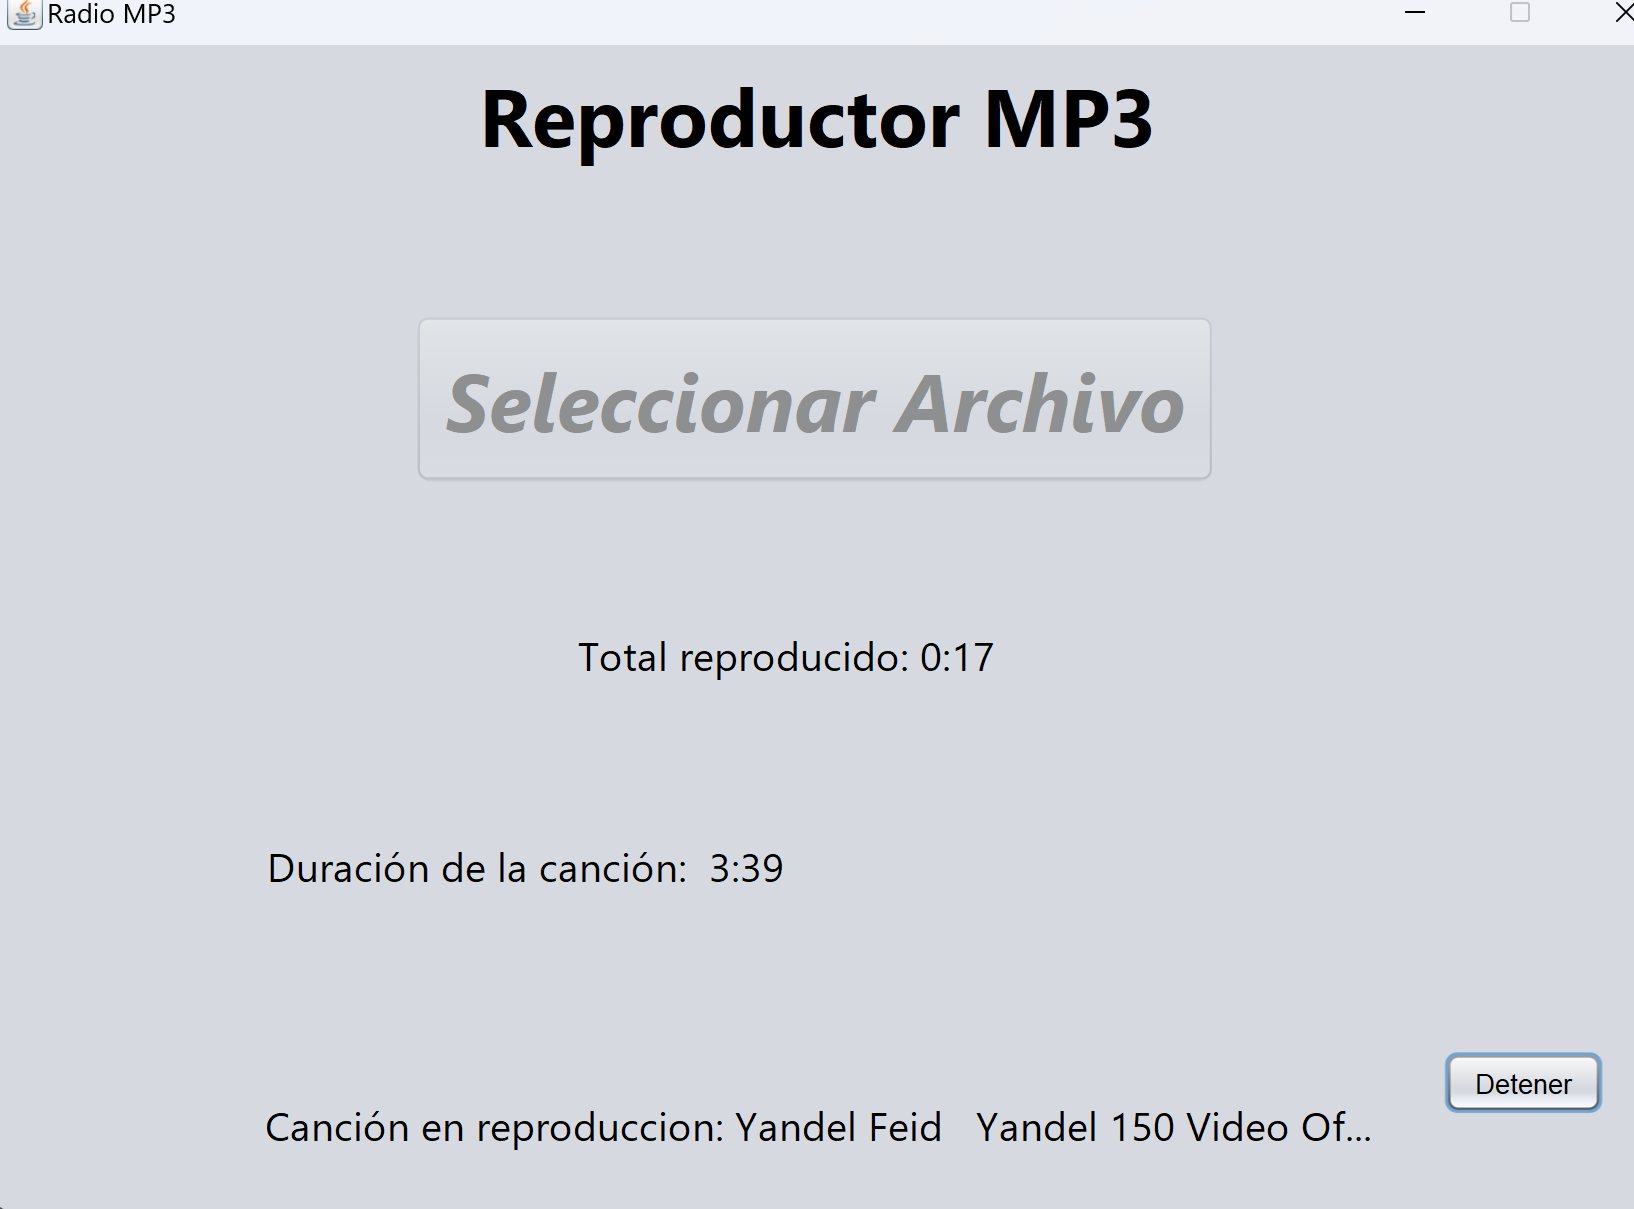 Radio MP3
Reproductor MP3
Seleccionar Archivo
Total reproducido: 0:17
Duración de la canción:  3:39
Detener
Canción en reproduccion: Yandel Feid   Yandel 150 Video Of...